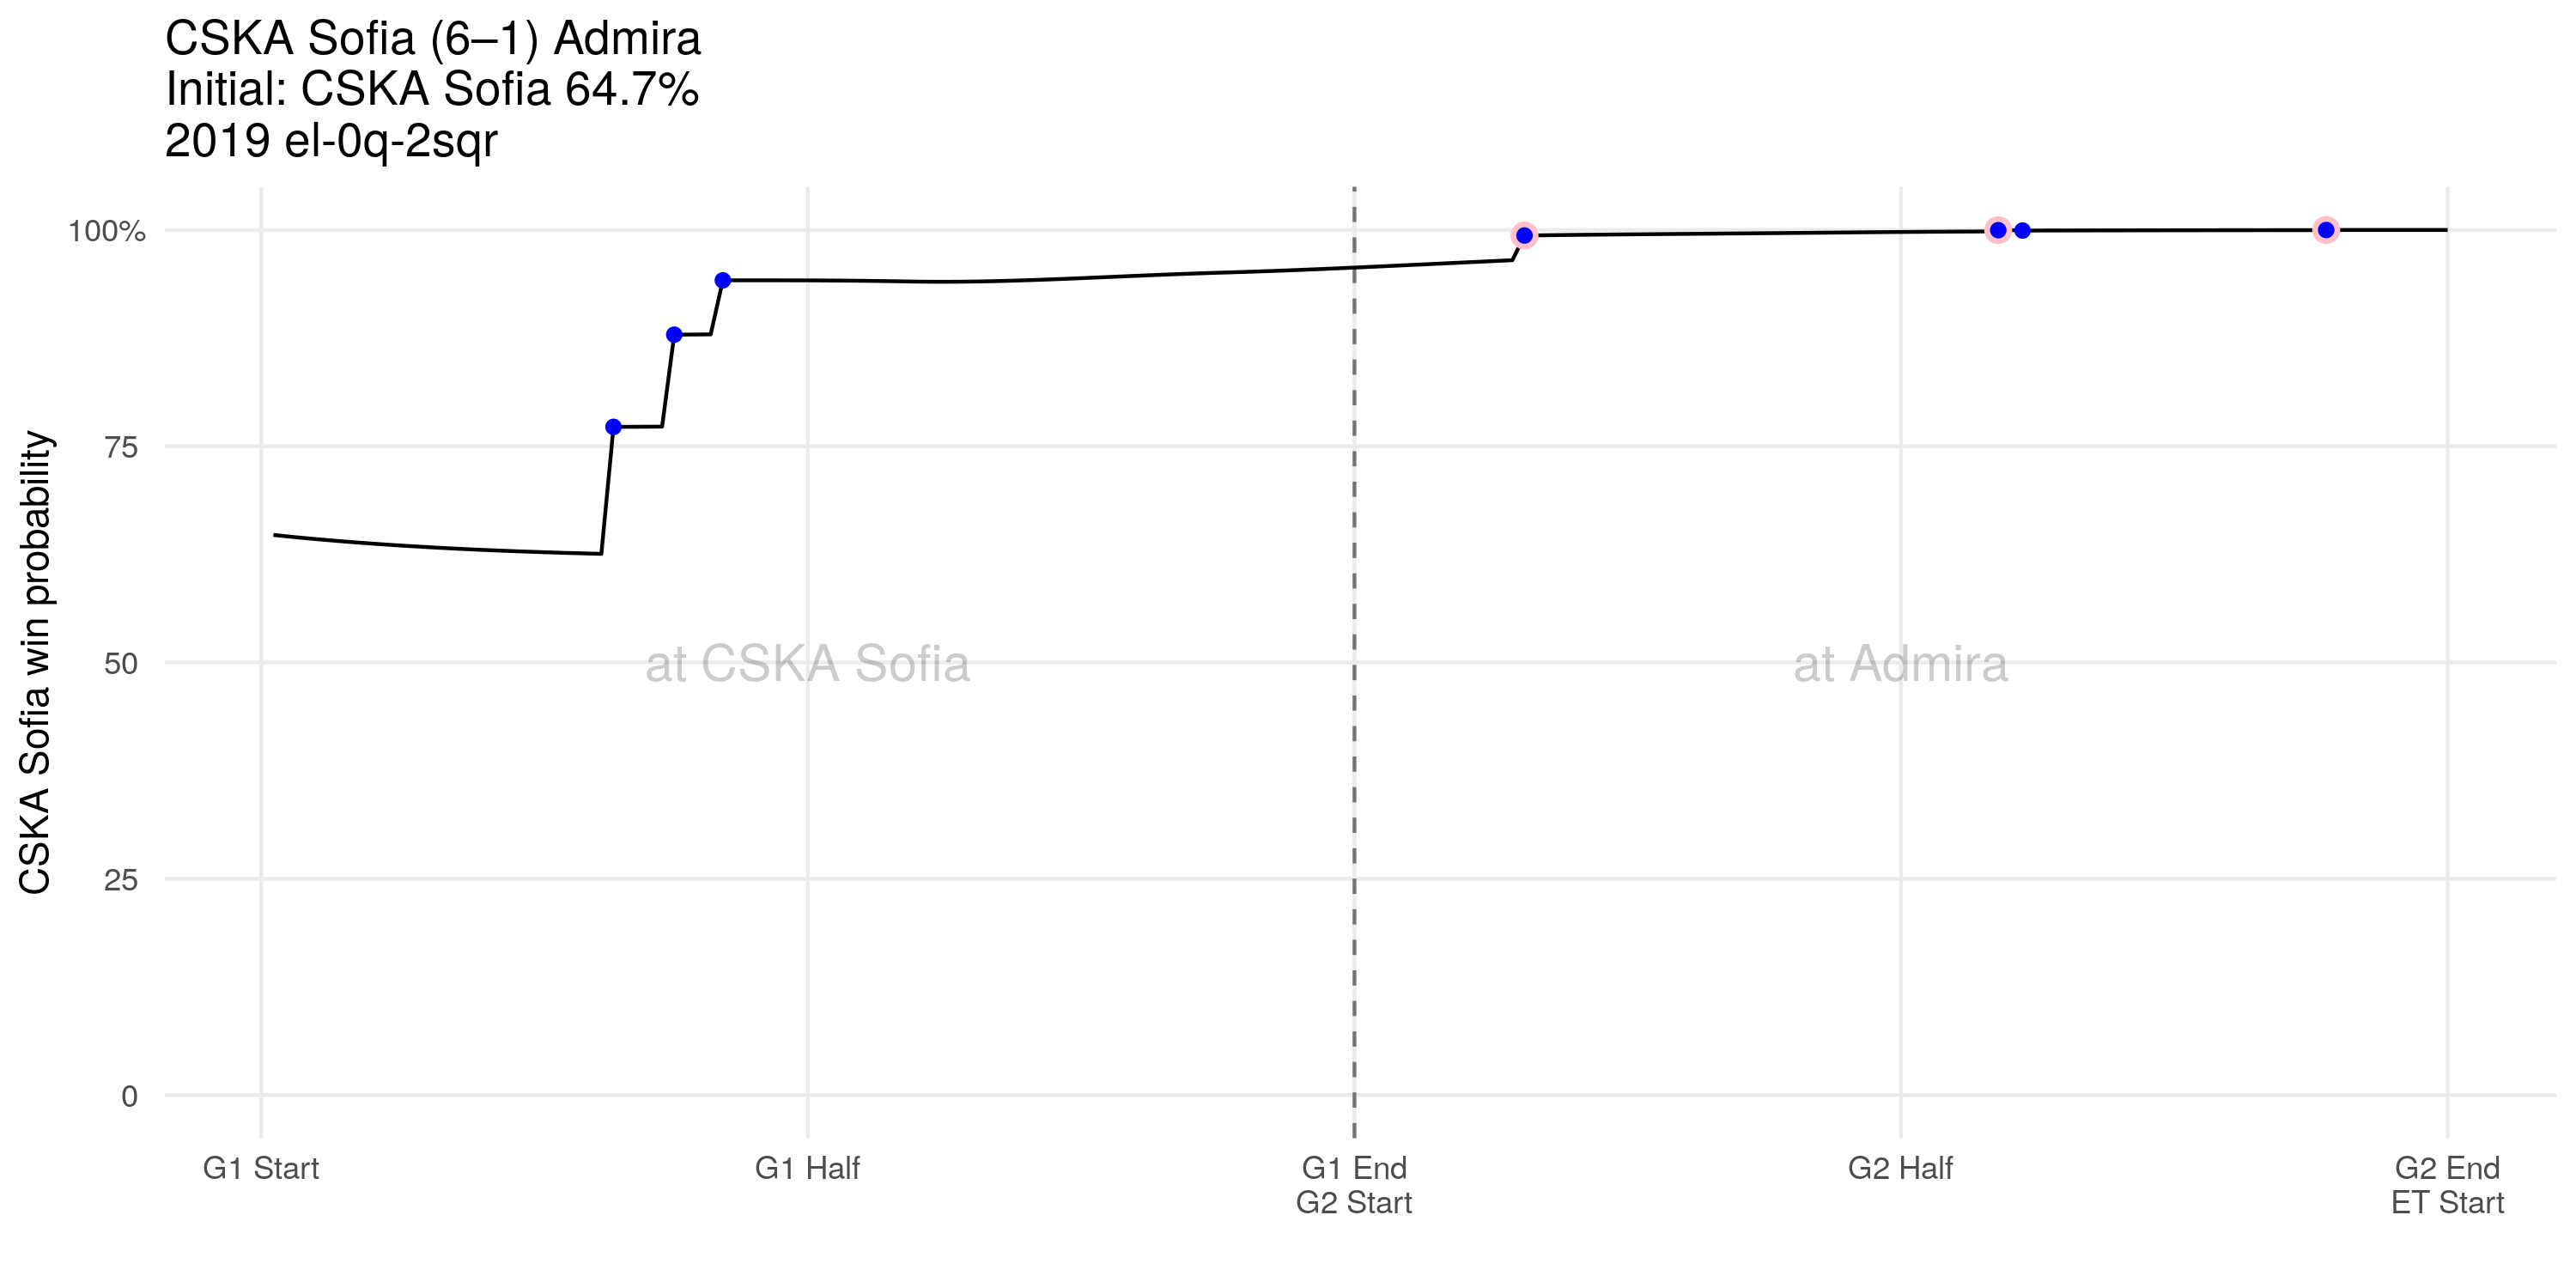 CSKA Sofia (6–1) Admira
Initial: CSKA Sofia 64.7%
2019 el-0q-2sqr
CSKA Sofia win probability
100%
75
50
25
0
at CSKA Sofia
at Admira
G1 Start
G1 Half
G1 End
G2 Start
G2 Half
G2 End
ET Start